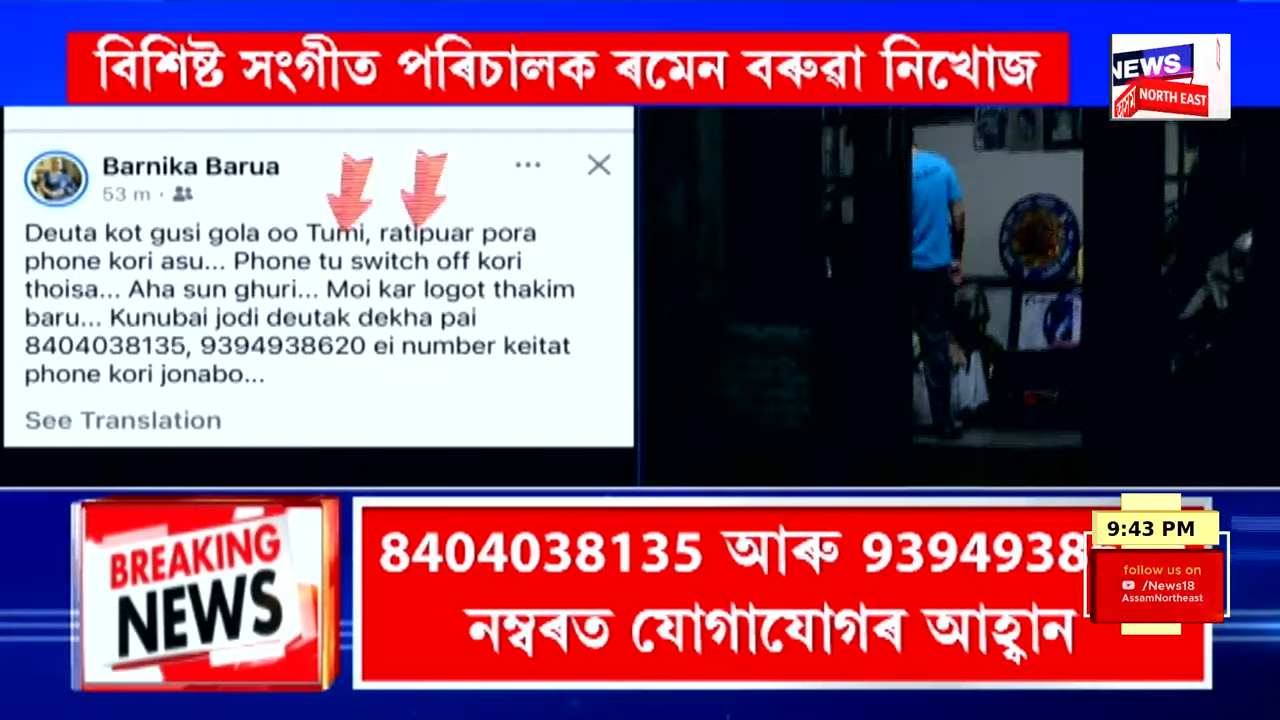 বিশিষ্ট সংগীত পৰিচালক ৰমেন বৰুৱা নিখোজ
NEWS
অসম NORTH EAST
Barnika Barua
53 m
Deuta kot gusi gola oo Tumi, ratipuar pora
phone kori asu... Phone tu switch off kori
thoisa... Aha sun ghuri... Moi kar logot thakim
baru... Kunubai jodi deutak dekha pai
8404038135, 9394938620 ei number keitat
phone kori jonabo...
See Translation
BREAKING
NEWS
8404038135 আৰু 9394938
নম্বৰত যোগাযোগৰ আহ্বান
9:43 PM
follow us on
/News18
AssamNortheast